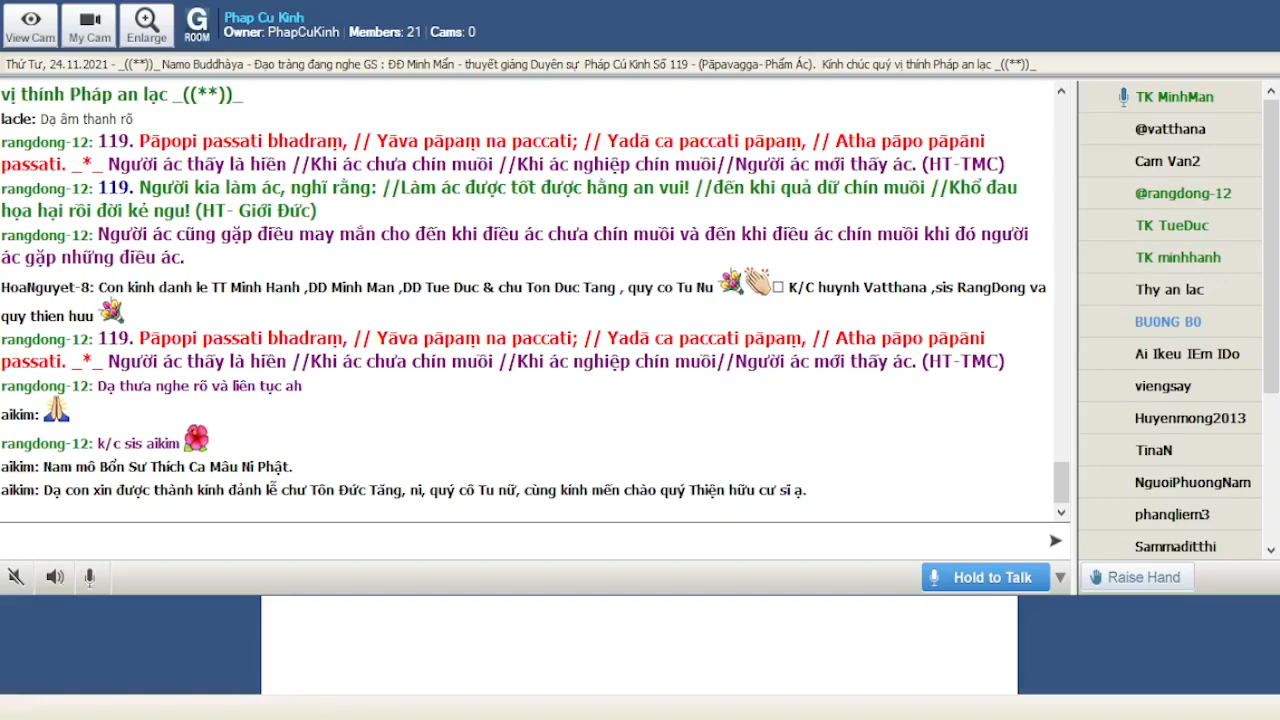 View Cam
My Cam
Enlarge
G
ROOM
Phap Cu Kinh
Owner: PhapCuKinh | Members: 21 | Cams: 0
Thứ Tư, 24.11.2021 - _((**))_ Namo Buddhàya - Đạo tràng đang nghe GS : ĐĐ Minh Mẫn - thuyết giảng Duyên sự Pháp Cú Kinh Số 119 - (Pāpavagga- Phẩm Ác). Kính chúc quý vị thính Pháp an lạc _((**))_
vị thính Pháp an lạc _((**))_
lacle: Dạ âm thanh rõ
rangdong-12: 119. Pāpopi passati bhadraṃ, // Yāva pāpaṃ na paccati; // Yadā ca paccati pāpaṃ, // Atha pāpo pāpāni
passati. _*_ Người ác thấy là hiền //Khi ác chưa chín muồi //Khi ác nghiệp chín muồi//Người ác mới thấy ác. (HT-TMC)
rangdong-12: 119. Người kia làm ác, nghĩ rằng: //Làm ác được tốt được hằng an vui! //đến khi quả dữ chín muồi //Khổ đau
họa hại rồi đời kẻ ngu! (HT- Giới Đức)
rangdong-12: Người ác cũng gặp điều may mắn cho đến khi điều ác chưa chín muồi và đến khi điều ác chín muồi khi đó người
ác gặp những điều ác.
HoaNguyet-8: Con kinh danh le TT Minh Hanh ,DD Minh Man ,DD Tue Duc & chu Ton Duc Tang , quy co Tu Nu K/C huynh Vatthana ,sis RangDong va
quy thien huu
rangdong-12: 119. Pāpopi passati bhadraṃ, // Yāva pāpaṃ na paccati; // Yadā ca paccati pāpaṃ, // Atha pāpo pāpāni
passati. _*_ Người ác thấy là hiền //Khi ác chưa chín muồi //Khi ác nghiệp chín muồi//Người ác mới thấy ác. (HT-TMC)
rangdong-12: Dạ thưa nghe rõ và liên tục ah
aikim:
rangdong-12: k/c sis aikim
aikim: Nam mô Bổn Sư Thích Ca Mâu Ni Phật.
aikim: Dạ con xin được thành kính đảnh lễ chư Tôn Đức Tăng, ni, quý cô Tu nữ, cùng kính mến chào quý Thiện hữu cư sĩ ạ.
TK MinhMan
@vatthana
Cam Van2
@rangdong-12
TK TueDuc
TK minhhanh
Thy an lac
BU0NG B0
Ai Ikeu IEm IDo
viengsay
Huyenmong2013
TinaN
NguoiPhuongNam
phanqliem3
Sammaditthi
Hold to Talk
Raise Hand